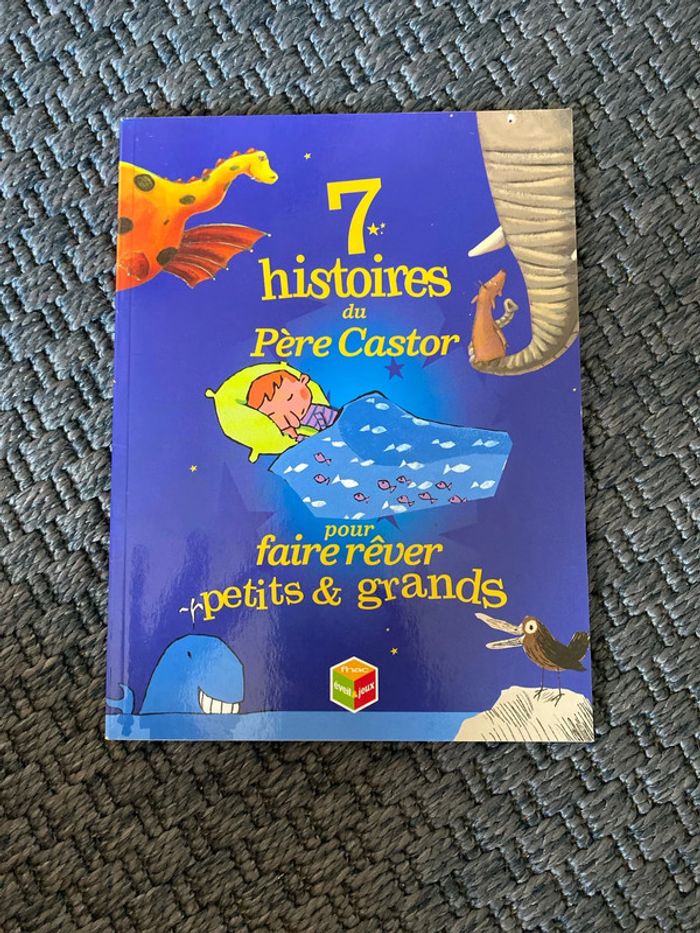 7
histoires
du
Père Castor
pour
faire rêver
petits & grands
fnac
éveil & jeux